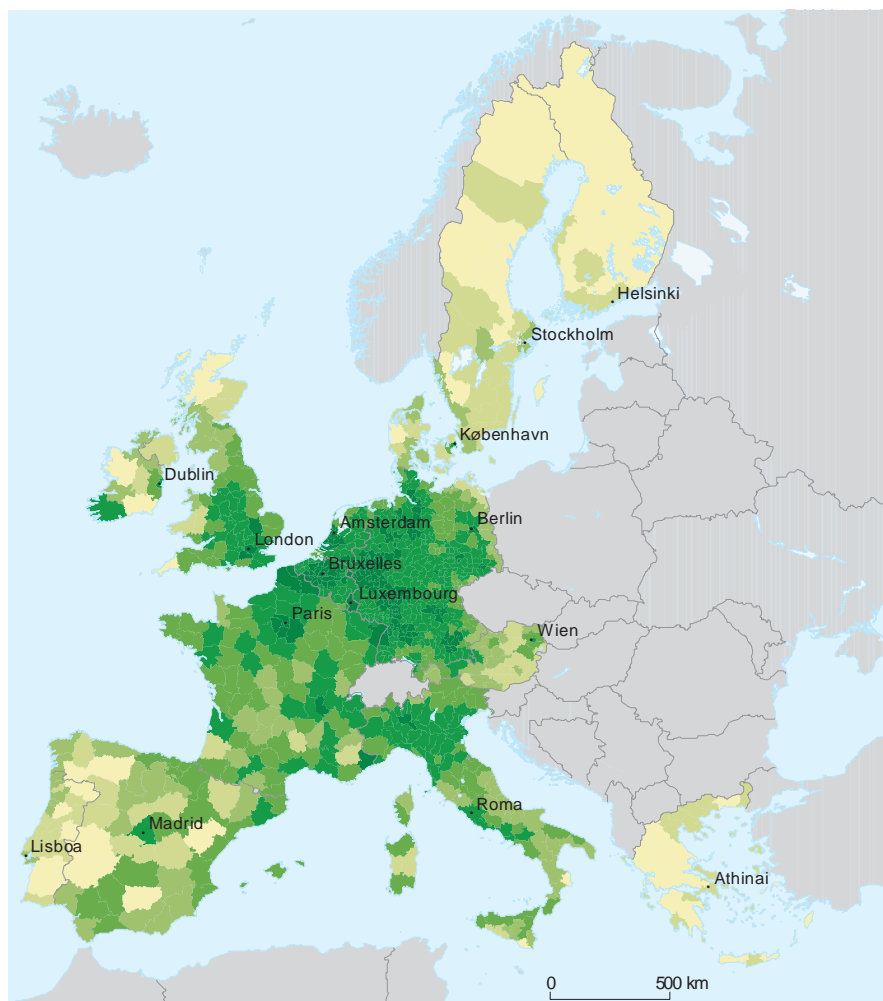 Helsinki
Stockholm
København
Dublin
Amsterdam
Berlin
London
Bruxelles
Luxembourg
Paris
Wien
Roma
Madrid
Lisboa
Athinai
0 500 km